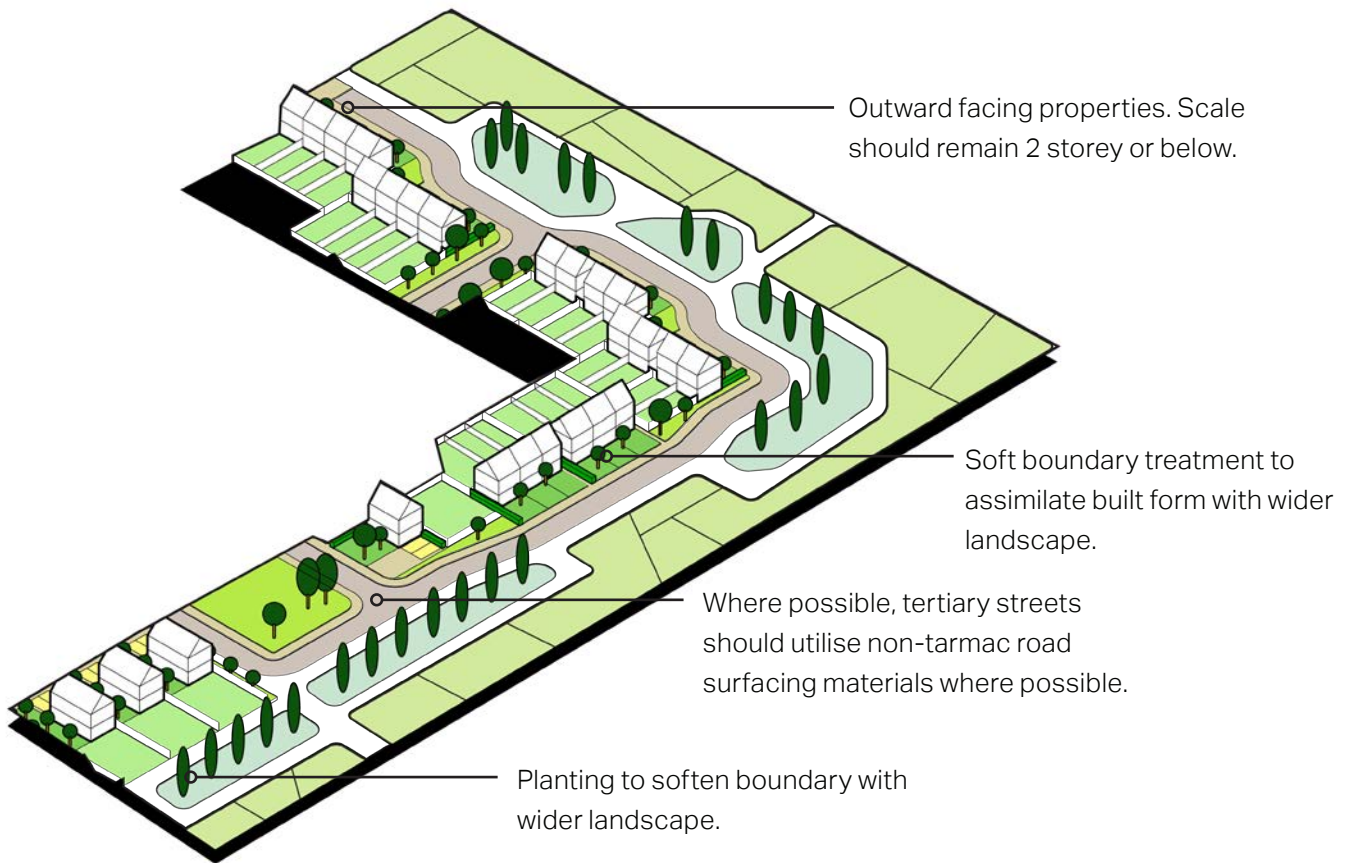 Outward facing properties. Scale
should remain 2 storey or below.
Soft boundary treatment to
assimilate built form with wider
landscape.
Where possible, tertiary streets
should utilise non-tarmac road
surfacing materials where possible.
Planting to soften boundary with
wider landscape.